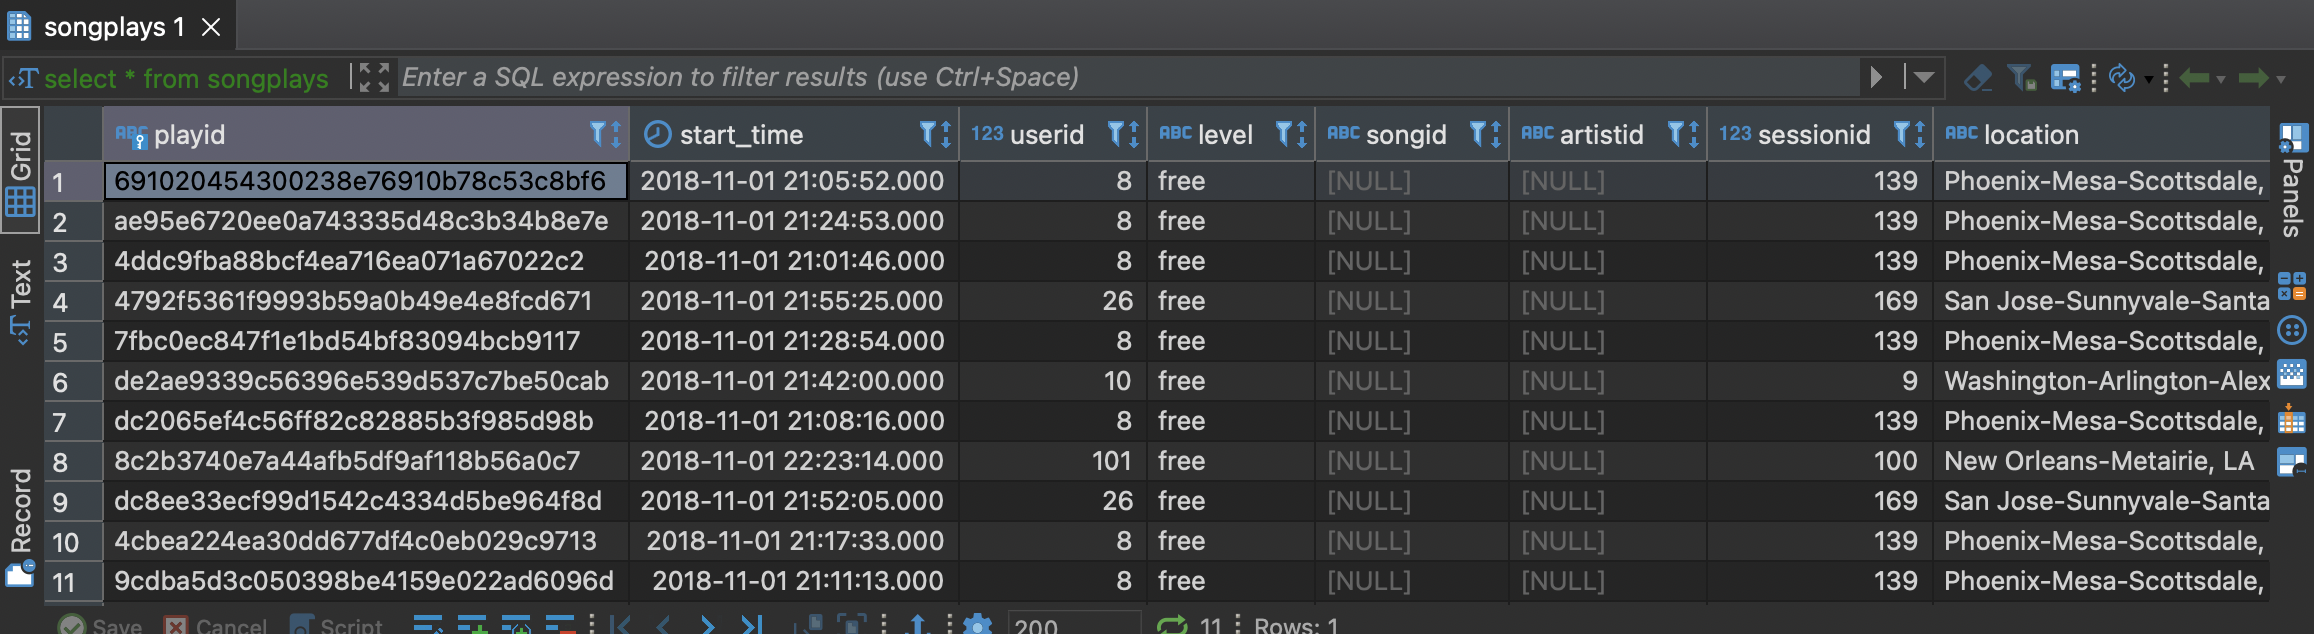 songplays 1
select * from songplays Enter a SQL expression to filter results (use Ctrl+Space)
Grid
Text
Record
Panels
ABC playid start_time 123 userid ABC level ABC songid ABC artistid 123 sessionid ABC location
1 691020454300238e76910b78c53c8bf6 2018-11-01 21:05:52.000 8 free [NULL] [NULL] 139 Phoenix-Mesa-Scottsdale,
2 ae95e6720ee0a743335d48c3b34b8e7e 2018-11-01 21:24:53.000 8 free [NULL] [NULL] 139 Phoenix-Mesa-Scottsdale,
3 4ddc9fba88bcf4ea716ea071a67022c2 2018-11-01 21:01:46.000 8 free [NULL] [NULL] 139 Phoenix-Mesa-Scottsdale,
4 4792f5361f9993b59a0b49e4e8fcd671 2018-11-01 21:55:25.000 26 free [NULL] [NULL] 169 San Jose-Sunnyvale-Santa
5 7fbc0ec847f1e1bd54bf83094bcb9117 2018-11-01 21:28:54.000 8 free [NULL] [NULL] 139 Phoenix-Mesa-Scottsdale,
6 de2ae9339c56396e539d537c7be50cab 2018-11-01 21:42:00.000 10 free [NULL] [NULL] 9 Washington-Arlington-Alex
7 dc2065ef4c56ff82c82885b3f985d98b 2018-11-01 21:08:16.000 8 free [NULL] [NULL] 139 Phoenix-Mesa-Scottsdale,
8 8c2b3740e7a44afb5df9af118b56a0c7 2018-11-01 22:23:14.000 101 free [NULL] [NULL] 100 New Orleans-Metairie, LA
9 dc8ee33ecf99d1542c4334d5be964f8d 2018-11-01 21:52:05.000 26 free [NULL] [NULL] 169 San Jose-Sunnyvale-Santa
10 4cbea224ea30dd677df4c0eb029c9713 2018-11-01 21:17:33.000 8 free [NULL] [NULL] 139 Phoenix-Mesa-Scottsdale,
11 9cdba5d3c050398be4159e022ad6096d 2018-11-01 21:11:13.000 8 free [NULL] [NULL] 139 Phoenix-Mesa-Scottsdale,
Save Cancel Script 200 11 Rows: 1